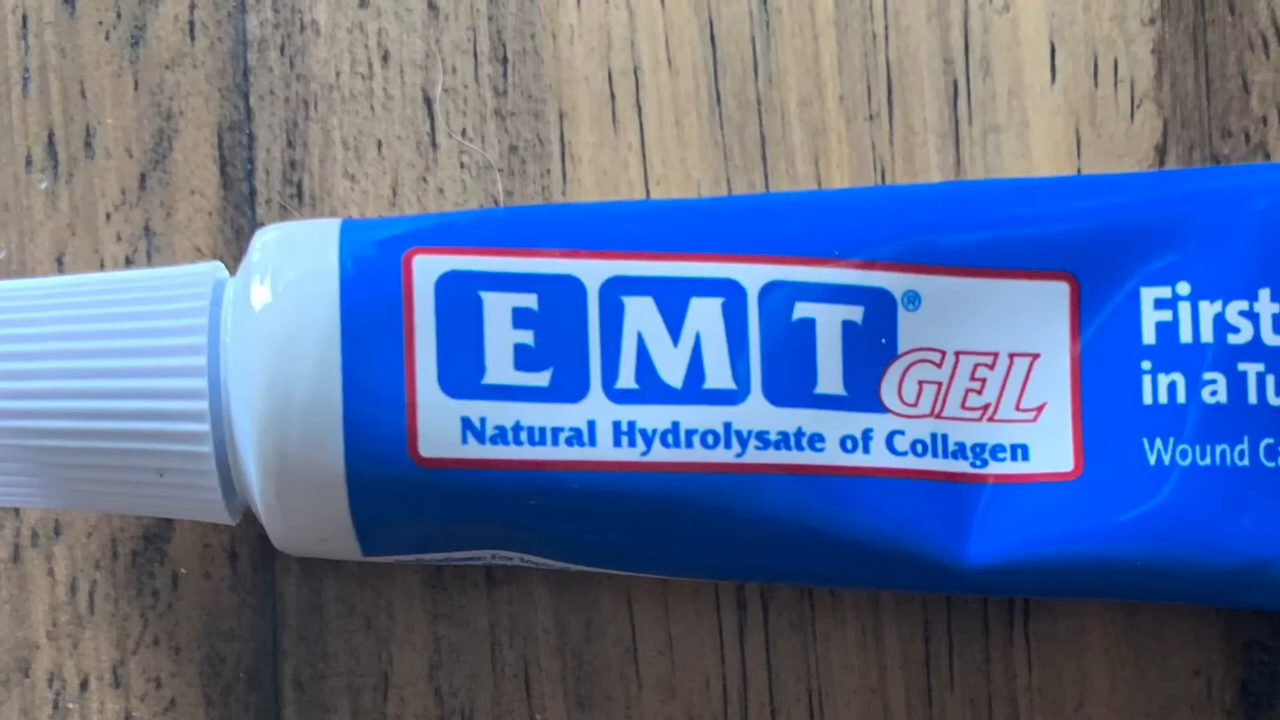 EMT® GEL
Natural Hydrolysate of Collagen
First
in a Tu
Wound Ca